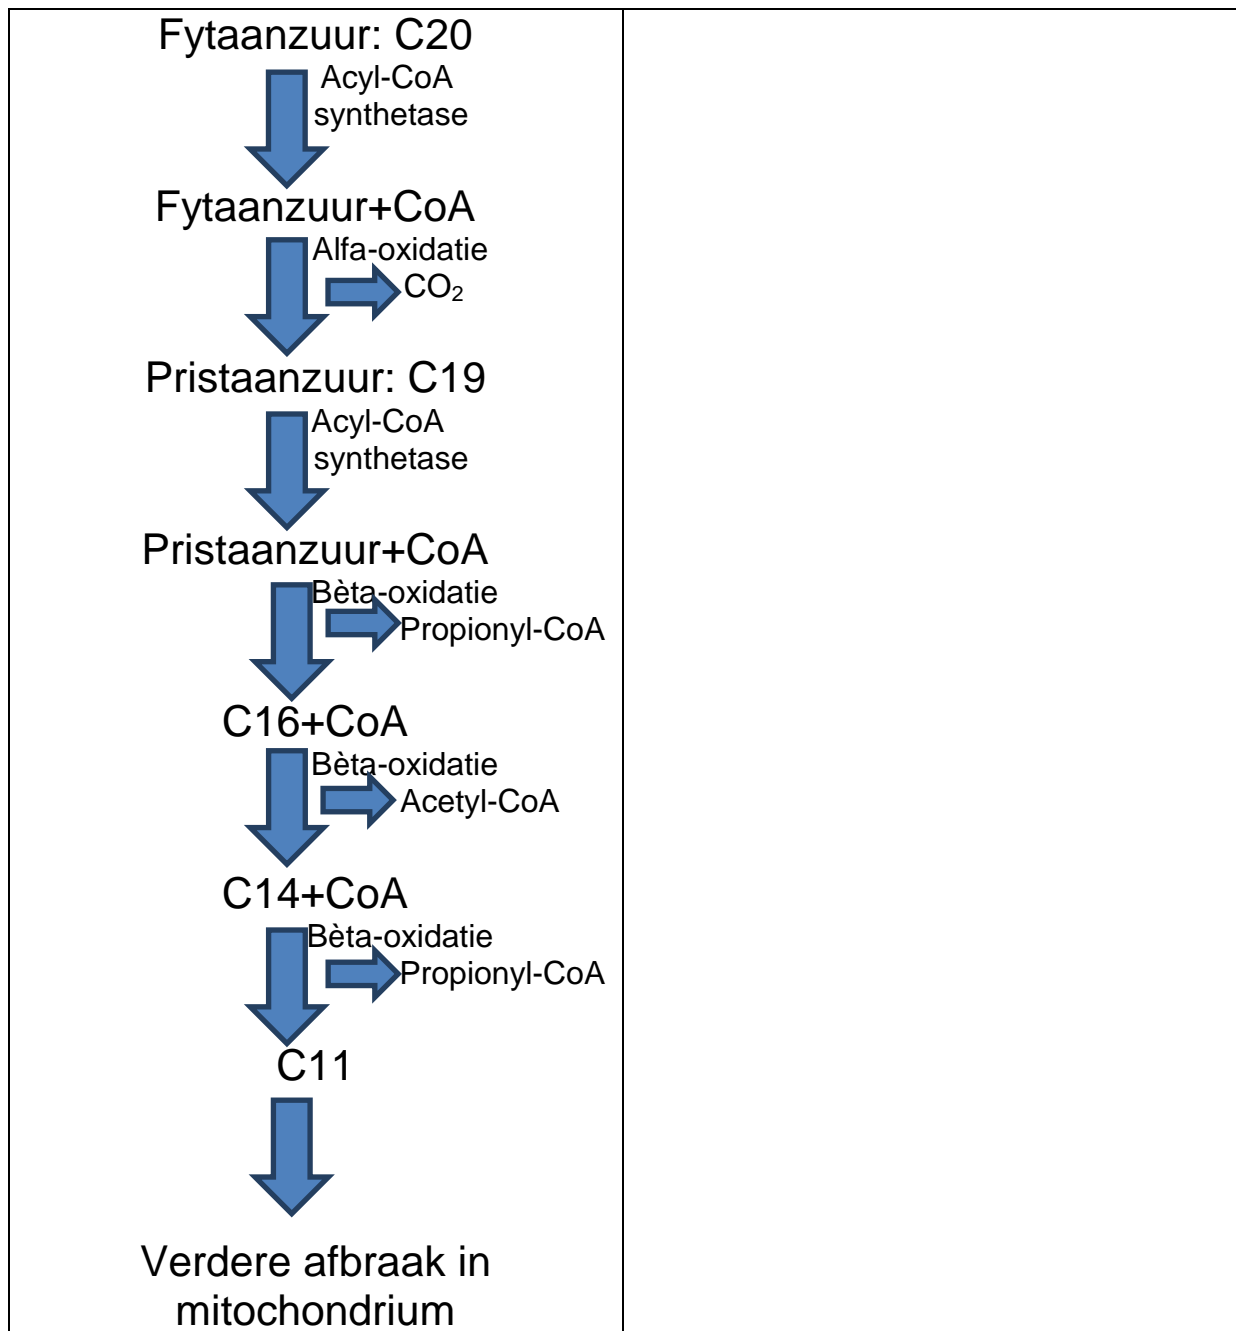 Fytaanzuur: C20
Acyl-CoA
synthetase
Fytaanzuur+CoA
Alfa-oxidatie
CO₂
Pristaanzuur: C19
Acyl-CoA
synthetase
Pristaanzuur+CoA
Bèta-oxidatie
Propionyl-CoA
C16+CoA
Bèta-oxidatie
Acetyl-CoA
C14+CoA
Bèta-oxidatie
Propionyl-CoA
C11
Verdere afbraak in
mitochondrium